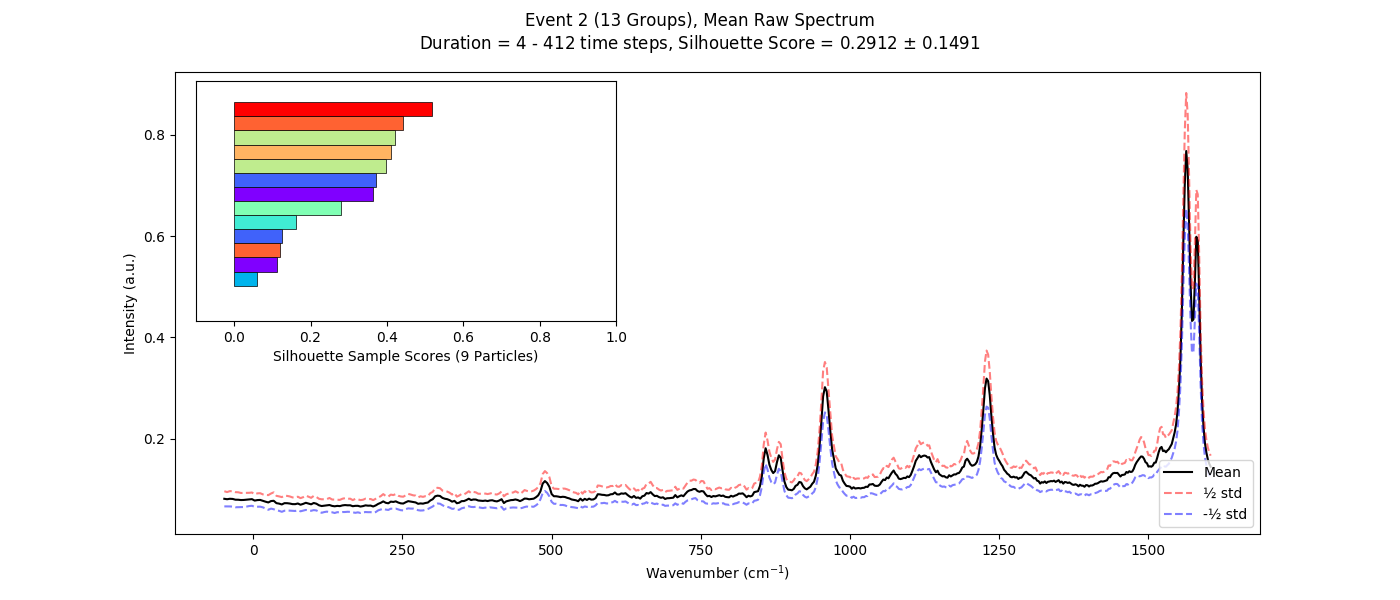 Event 2 (13 Groups), Mean Raw Spectrum
Duration = 4 - 412 time steps, Silhouette Score = 0.2912 ± 0.1491
0.8
0.6
0.4
0.2
Intensity (a.u.)
0.0 0.2 0.4 0.6 0.8 1.0
Silhouette Sample Scores (9 Particles)
Mean
½ std
-½ std
0 250 500 750 1000 1250 1500
Wavenumber (cm⁻¹)